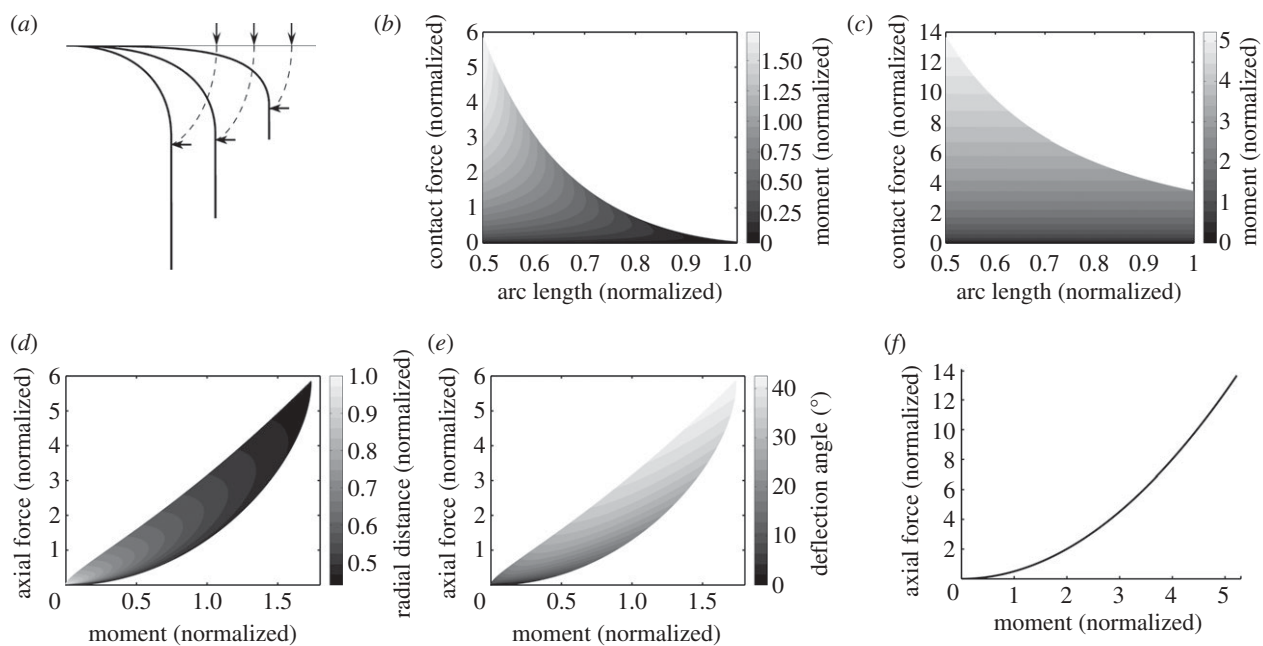 (a)
(b)
contact force (normalized)
6
5
4
3
2
1
0
0.5 0.6 0.7 0.8 0.9 1.0
arc length (normalized)
1.50
1.25
1.00
0.75
0.50
0.25
0
moment (normalized)
(c)
contact force (normalized)
14
12
10
8
6
4
2
0
0.5 0.6 0.7 0.8 0.9 1
arc length (normalized)
5
4
3
2
1
0
moment (normalized)
(d)
axial force (normalized)
6
5
4
3
2
1
0 0.5 1.0 1.5
moment (normalized)
1.0
0.9
0.8
0.7
0.6
0.5
radial distance (normalized)
(e)
axial force (normalized)
6
5
4
3
2
1
0 0.5 1.0 1.5
moment (normalized)
40
30
20
10
0
deflection angle (°)
(f)
axial force (normalized)
14
12
10
8
6
4
2
0 1 2 3 4 5
moment (normalized)